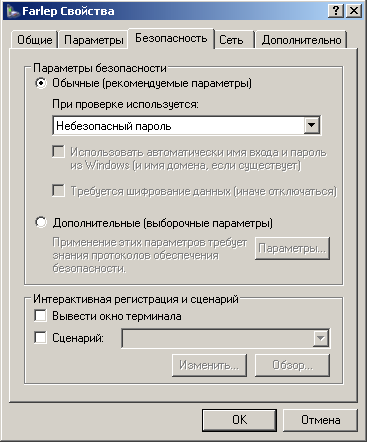 Farlep Свойства
Общие Параметры Безопасность Сеть Дополнительно
Параметры безопасности
Обычные (рекомендуемые параметры)
При проверке используется:
Небезопасный пароль
Использовать автоматически имя входа и пароль
из Windows (и имя домена, если существует)
Требуется шифрование данных (иначе отключаться)
Дополнительные (выборочные параметры)
Применение этих параметров требует
знания протоколов обеспечения
безопасности.
Параметры...
Интерактивная регистрация и сценарий
Вывести окно терминала
Сценарий:
Изменить... Обзор...
OK Отмена